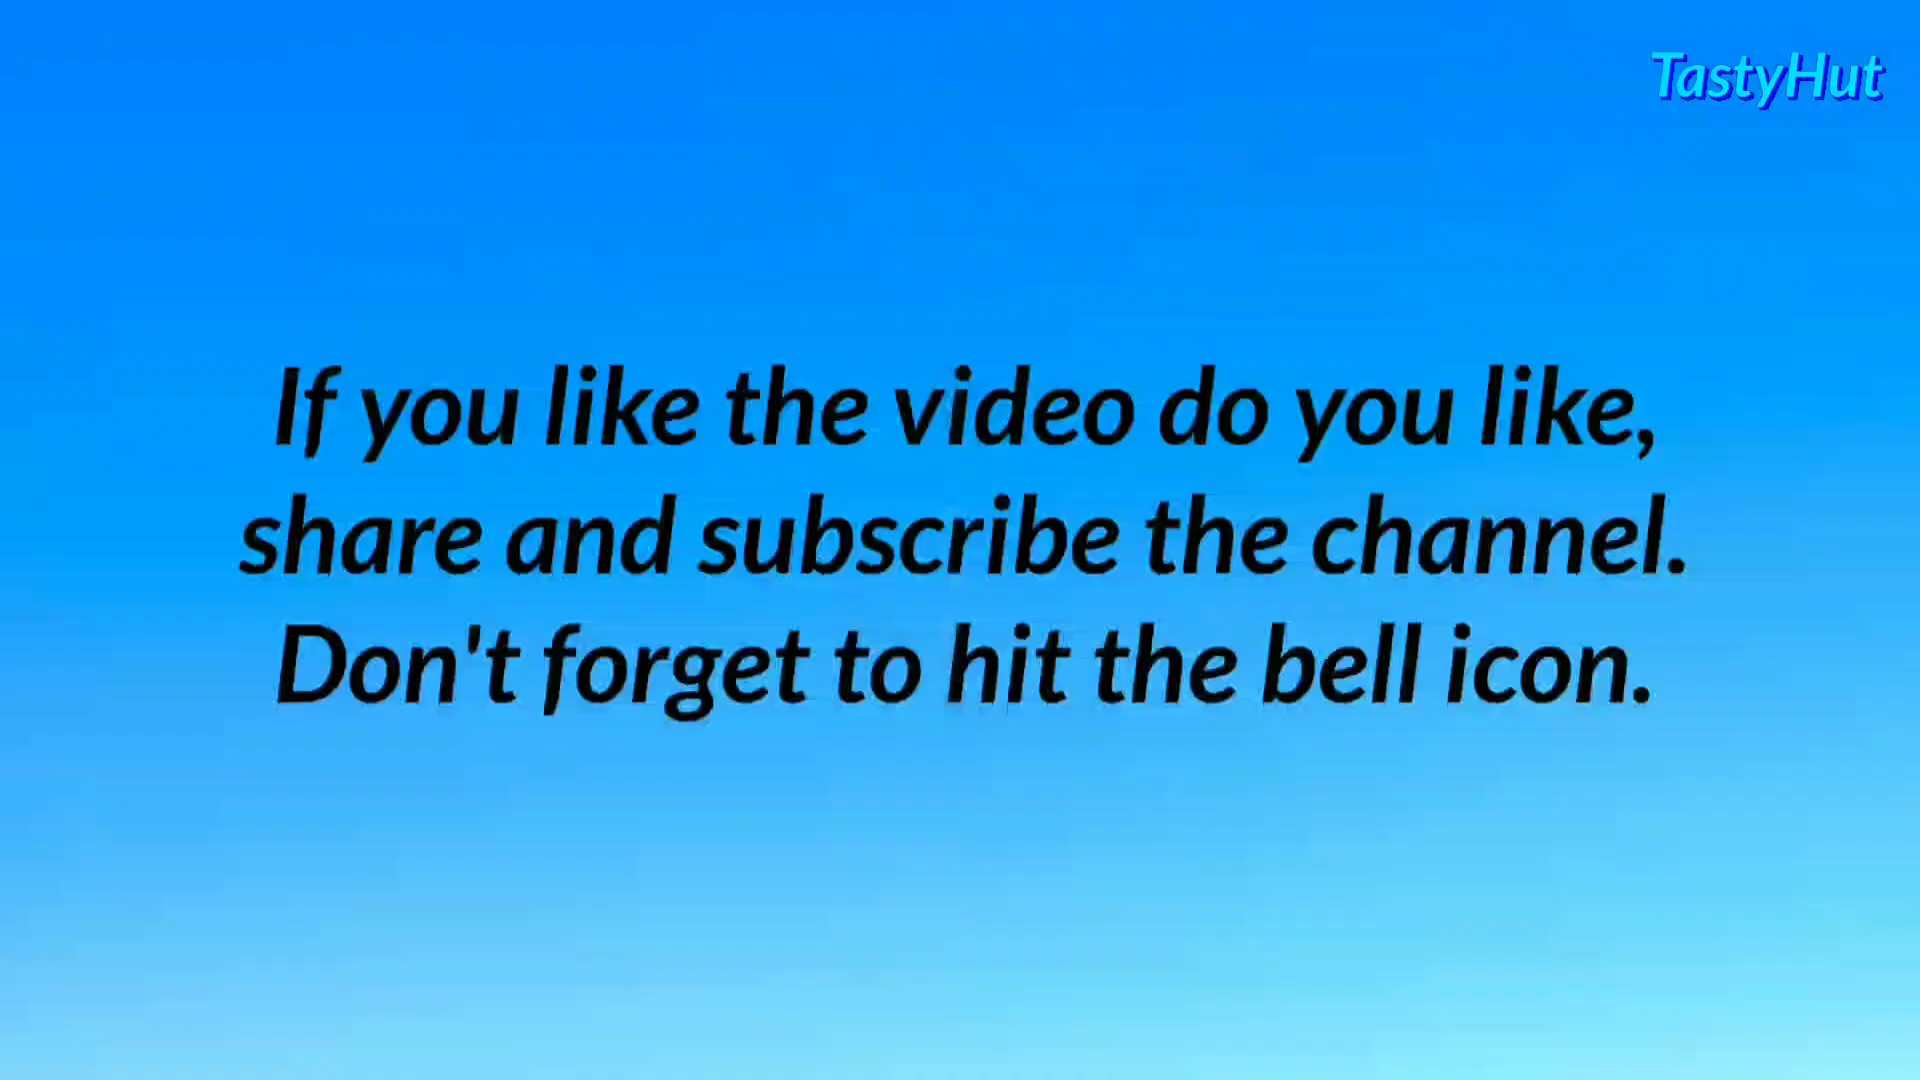 TastyHut
If you like the video do you like,
share and subscribe the channel.
Don't forget to hit the bell icon.